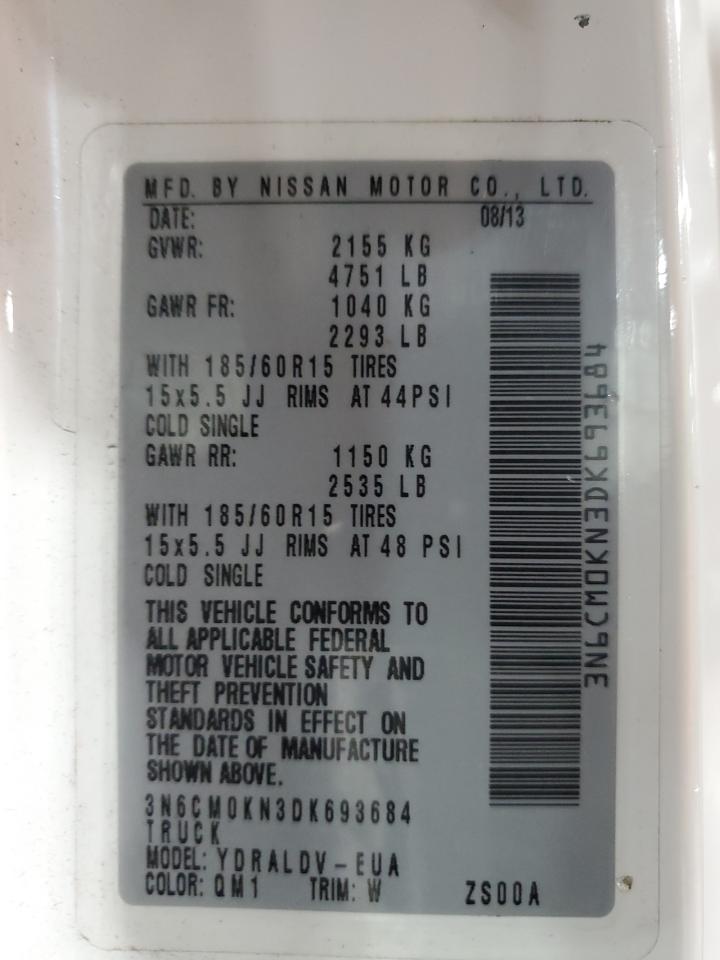 MFD. BY NISSAN MOTOR CO., LTD.
DATE: 08/13
GVWR: 2155 KG
4751 LB
GAWR FR: 1040 KG
2293 LB
WITH 185/60R15 TIRES
15x5.5 JJ RIMS AT 44PSI
COLD SINGLE
GAWR RR: 1150 KG
2535 LB
WITH 185/60R15 TIRES
15x5.5 JJ RIMS AT 48 PSI
COLD SINGLE
THIS VEHICLE CONFORMS TO
ALL APPLICABLE FEDERAL
MOTOR VEHICLE SAFETY AND
THEFT PREVENTION
STANDARDS IN EFFECT ON
THE DATE OF MANUFACTURE
SHOWN ABOVE.
3N6CM0KN3DK693684
TRUCK
MODEL: YDRALDV-EUA
COLOR: QM1 TRIM: W ZS00A
3N6CM0KN3DK693684